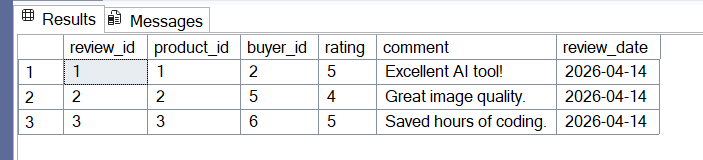 Results Messages
review_id product_id buyer_id rating comment review_date
1 1 1 2 5 Excellent AI tool! 2026-04-14
2 2 2 5 4 Great image quality. 2026-04-14
3 3 3 6 5 Saved hours of coding. 2026-04-14